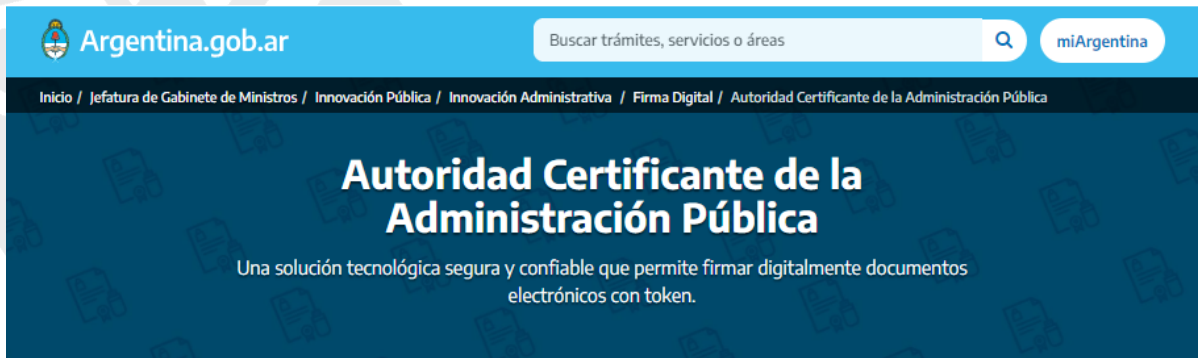 Argentina.gob.ar
Buscar trámites, servicios o áreas
miArgentina
Inicio / Jefatura de Gabinete de Ministros / Innovación Pública / Innovación Administrativa / Firma Digital / Autoridad Certificante de la Administración Pública
Autoridad Certificante de la
Administración Pública
Una solución tecnológica segura y confiable que permite firmar digitalmente documentos
electrónicos con token.